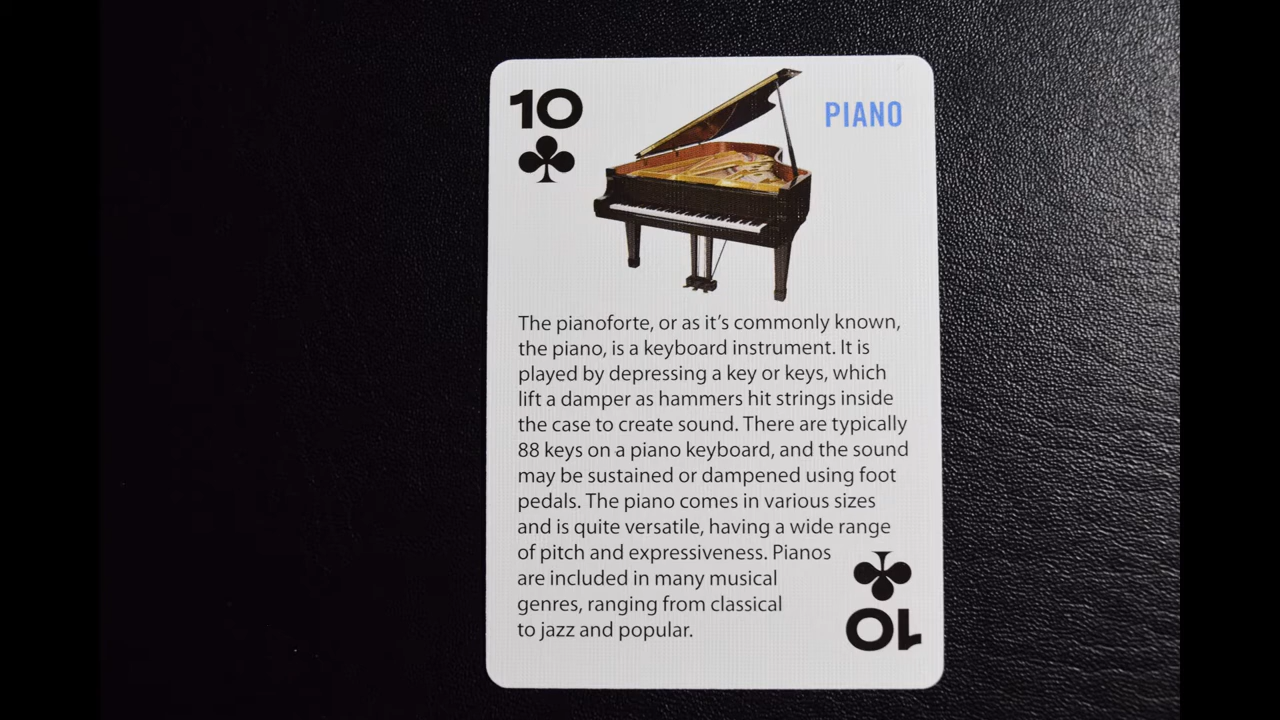 10
PIANO
The pianoforte, or as it’s commonly known,
the piano, is a keyboard instrument. It is
played by depressing a key or keys, which
lift a damper as hammers hit strings inside
the case to create sound. There are typically
88 keys on a piano keyboard, and the sound
may be sustained or dampened using foot
pedals. The piano comes in various sizes
and is quite versatile, having a wide range
of pitch and expressiveness. Pianos
are included in many musical
genres, ranging from classical
to jazz and popular.
10